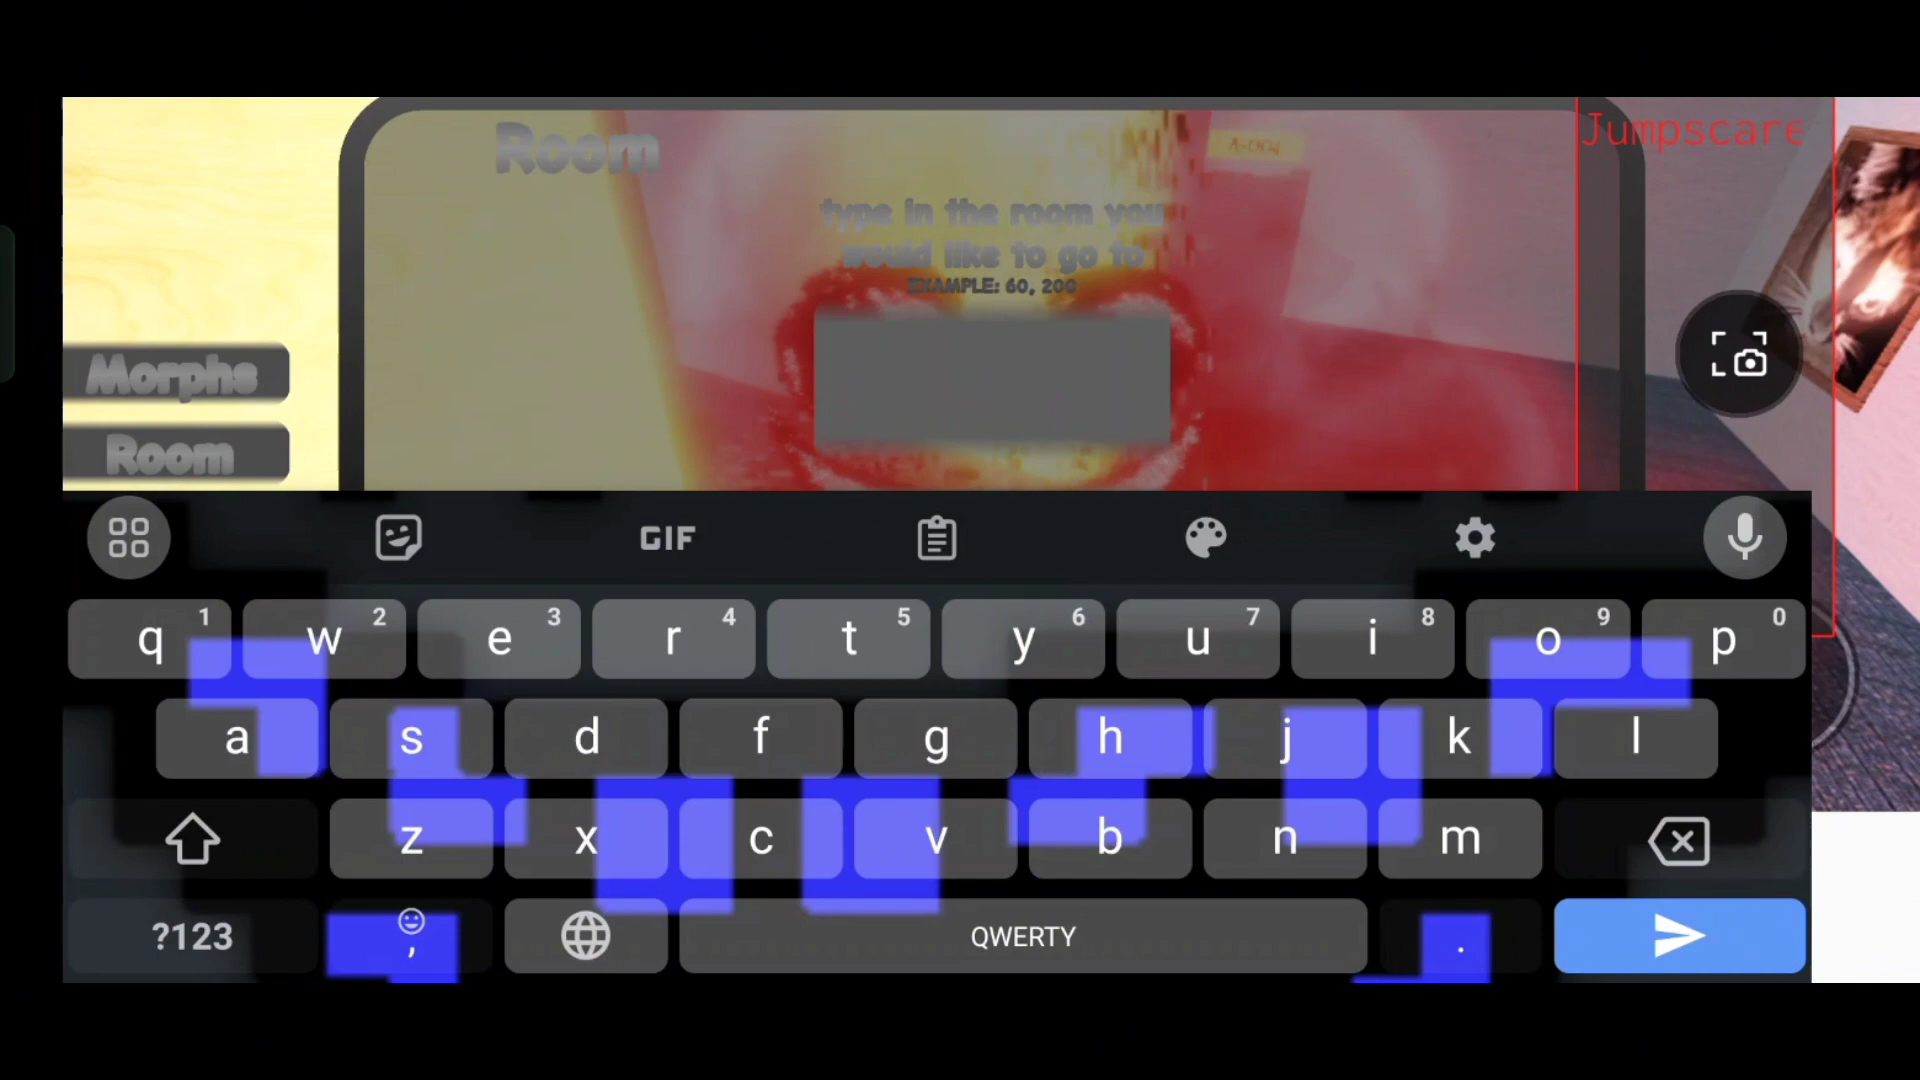 Room
A-002
Jumpscare
type in the room you
would like to go to
EXAMPLE: 60, 200
Morphs
Room
GIF
q 1 w 2 e 3 r 4 t 5 y 6 u 7 i 8 o 9 p 0
a s d f g h j k l
z x c v b n m
?123 , QWERTY .